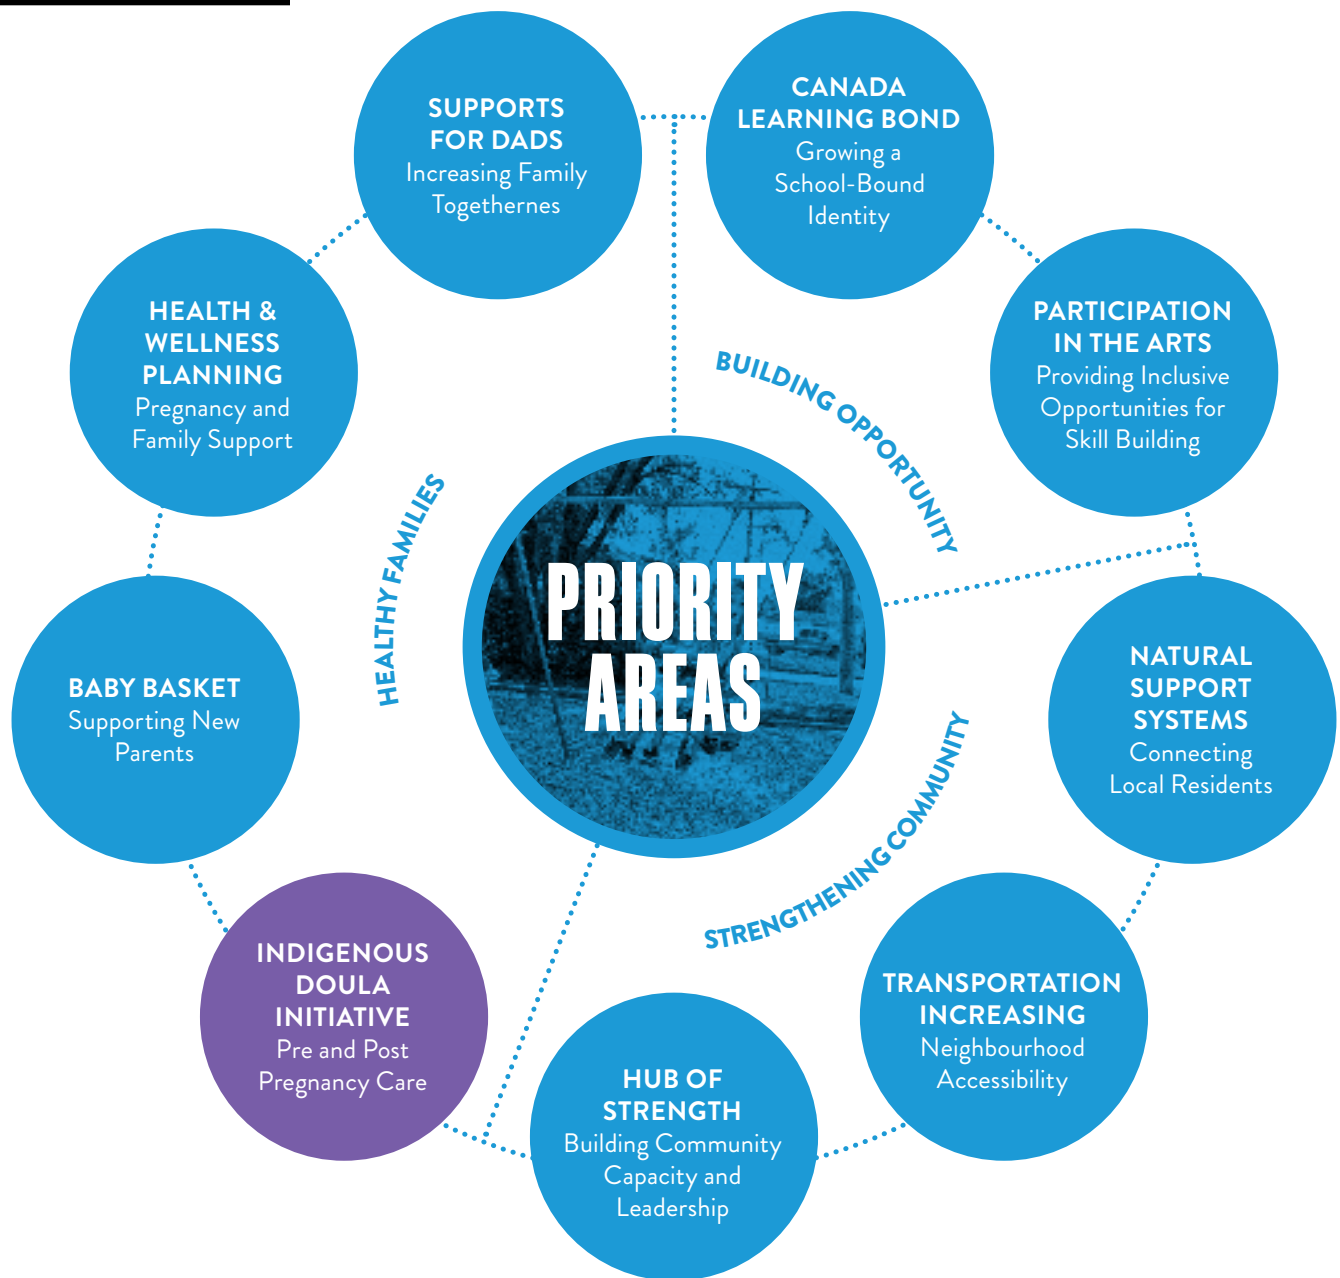 SUPPORTS
FOR DADS
Increasing Family
Togethernes
CANADA
LEARNING BOND
Growing a
School-Bound
Identity
HEALTH &
WELLNESS
PLANNING
Pregnancy and
Family Support
PARTICIPATION
IN THE ARTS
Providing Inclusive
Opportunities for
Skill Building
BUILDING OPPORTUNITY
HEALTHY FAMILIES
PRIORITY
AREAS
BABY BASKET
Supporting New
Parents
NATURAL
SUPPORT
SYSTEMS
Connecting
Local Residents
STRENGTHENING COMMUNITY
INDIGENOUS
DOULA
INITIATIVE
Pre and Post
Pregnancy Care
TRANSPORTATION
INCREASING
Neighbourhood
Accessibility
HUB OF
STRENGTH
Building Community
Capacity and
Leadership